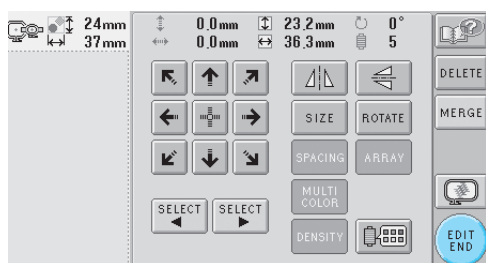 24mm 0.0mm 23.2mm 0°
37mm 0.0mm 36.3mm 5
DELETE
SIZE ROTATE MERGE
SPACING ARRAY
MULTI
COLOR
SELECT SELECT
DENSITY EDIT
END